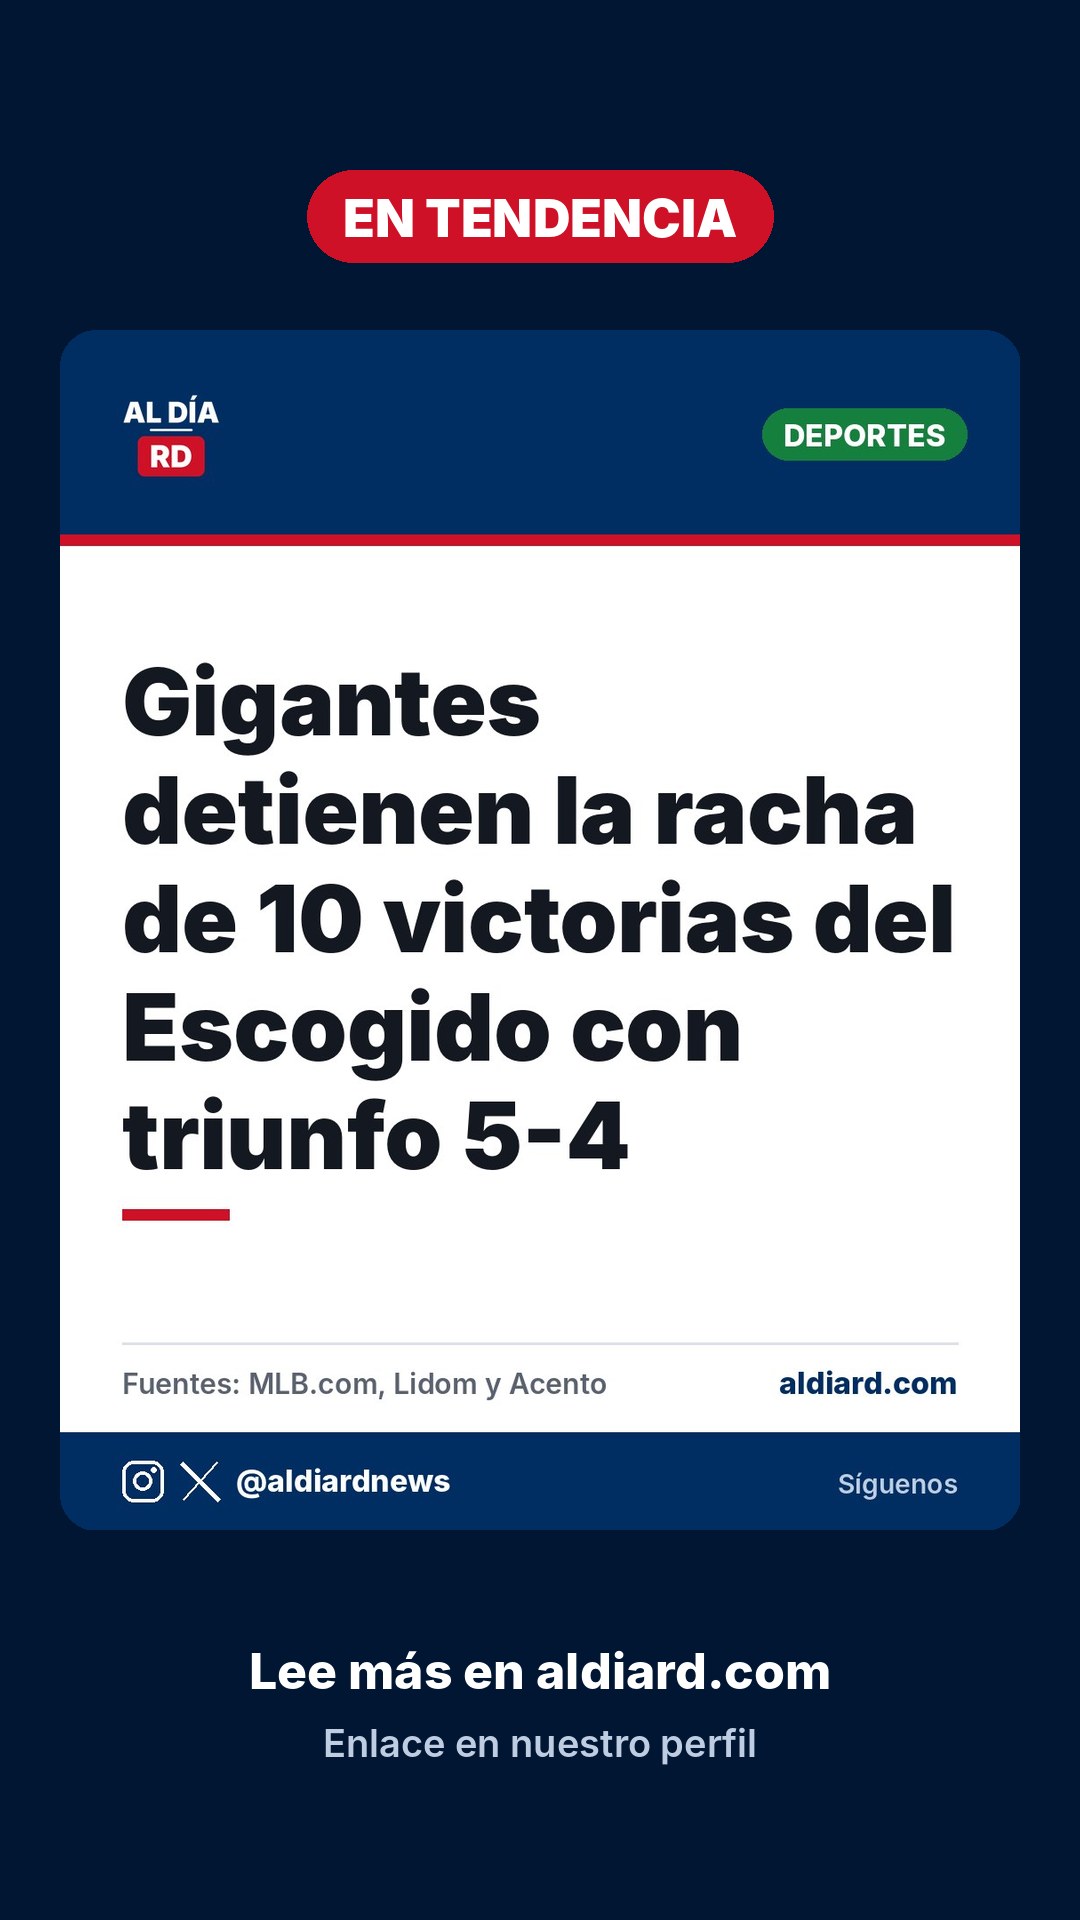 EN TENDENCIA
AL DÍA
RD
DEPORTES
Gigantes
detienen la racha
de 10 victorias del
Escogido con
triunfo 5-4
Fuentes: MLB.com, Lidom y Acento
aldiard.com
@aldiardnews
Síguenos
Lee más en aldiard.com
Enlace en nuestro perfil